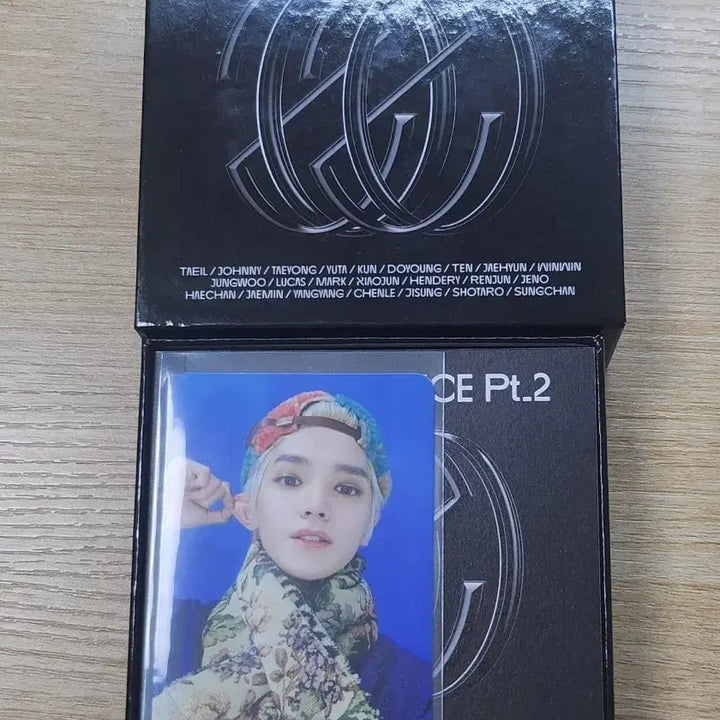 TAEIL / JOHNNY / TAEYONG / YUTA / KUN / DOYOUNG / TEN / JAEHYUN / WINWIN
JUNGWOO / LUCAS / MARK / XIAOJUN / HENDERY / RENJUN / JENO
HAECHAN / JAEMIN / YANGYANG / CHENLE / JISUNG / SHOTARO / SUNGCHAN
CE Pt.2